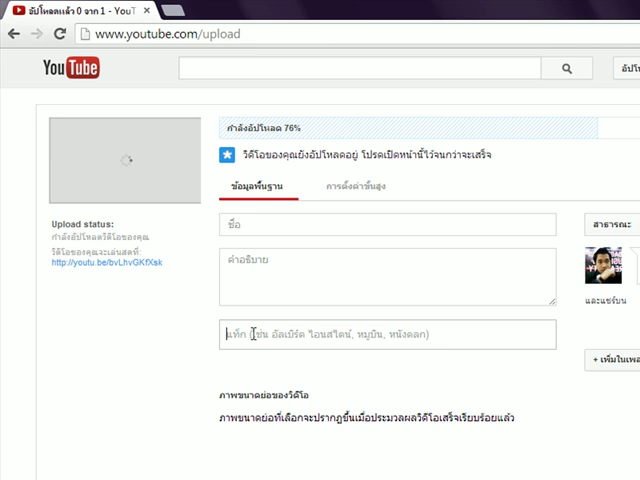 อัปโหลดแล้ว 0 จาก 1 - YouT
www.youtube.com/upload
YouTube
อัปโห
กำลังอัปโหลด 76%
วิดีโอของคุณยังอัปโหลดอยู่ โปรดเปิดหน้านี้ไว้จนกว่าจะเสร็จ
ข้อมูลพื้นฐาน
การตั้งค่าขั้นสูง
Upload status:
กำลังอัปโหลดวิดีโอของคุณ
วิดีโอของคุณจะเล่นสดที่:
http://youtu.be/bvLhvGKfXsk
ชื่อ
คำอธิบาย
แท็ก (เช่น อัลเบิร์ต ไอนสไตน์, หมูบิน, หนังตลก)
สาธารณะ
และแชร์บน
+ เพิ่มในเพล
ภาพขนาดย่อของวิดีโอ
ภาพขนาดย่อที่เลือกจะปรากฏขึ้นเมื่อประมวลผลวิดีโอเสร็จเรียบร้อยแล้ว